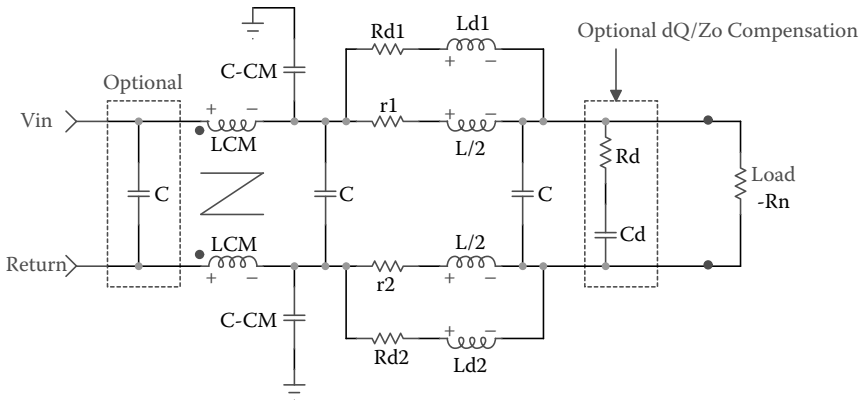 Ld1
Rd1
Optional dQ/Zo Compensation
C-CM
+ −
Optional
r1
Vin
+ −
+ −
LCM
L/2
Rd
Load
-Rn
C
C
C
LCM
L/2
Cd
Return
+ −
r2
+ −
C-CM
+ −
Rd2
Ld2